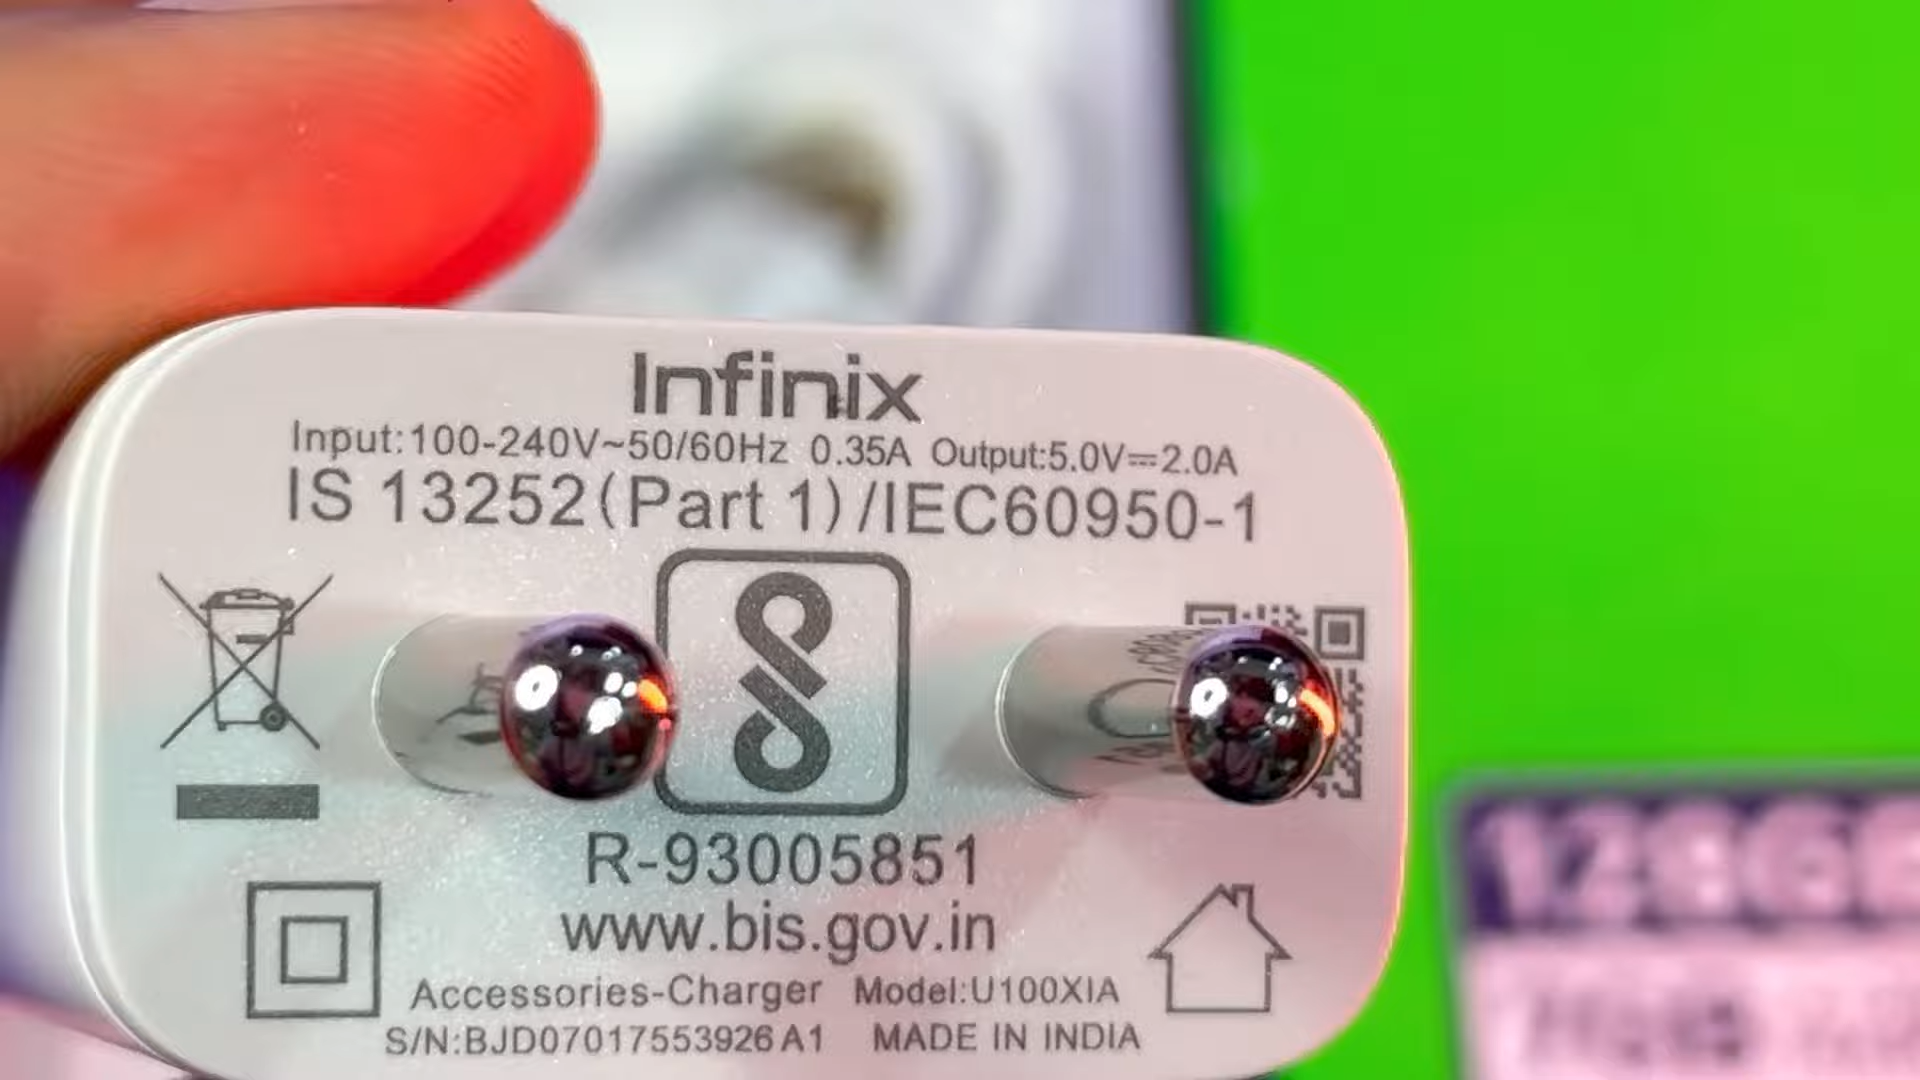 Infinix
Input:100-240V~50/60Hz 0.35A Output:5.0V⎓2.0A
IS 13252(Part 1)/IEC60950-1
R-93005851
www.bis.gov.in
Accessories-Charger Model:U100XIA
S/N:BJD07017553926A1 MADE IN INDIA